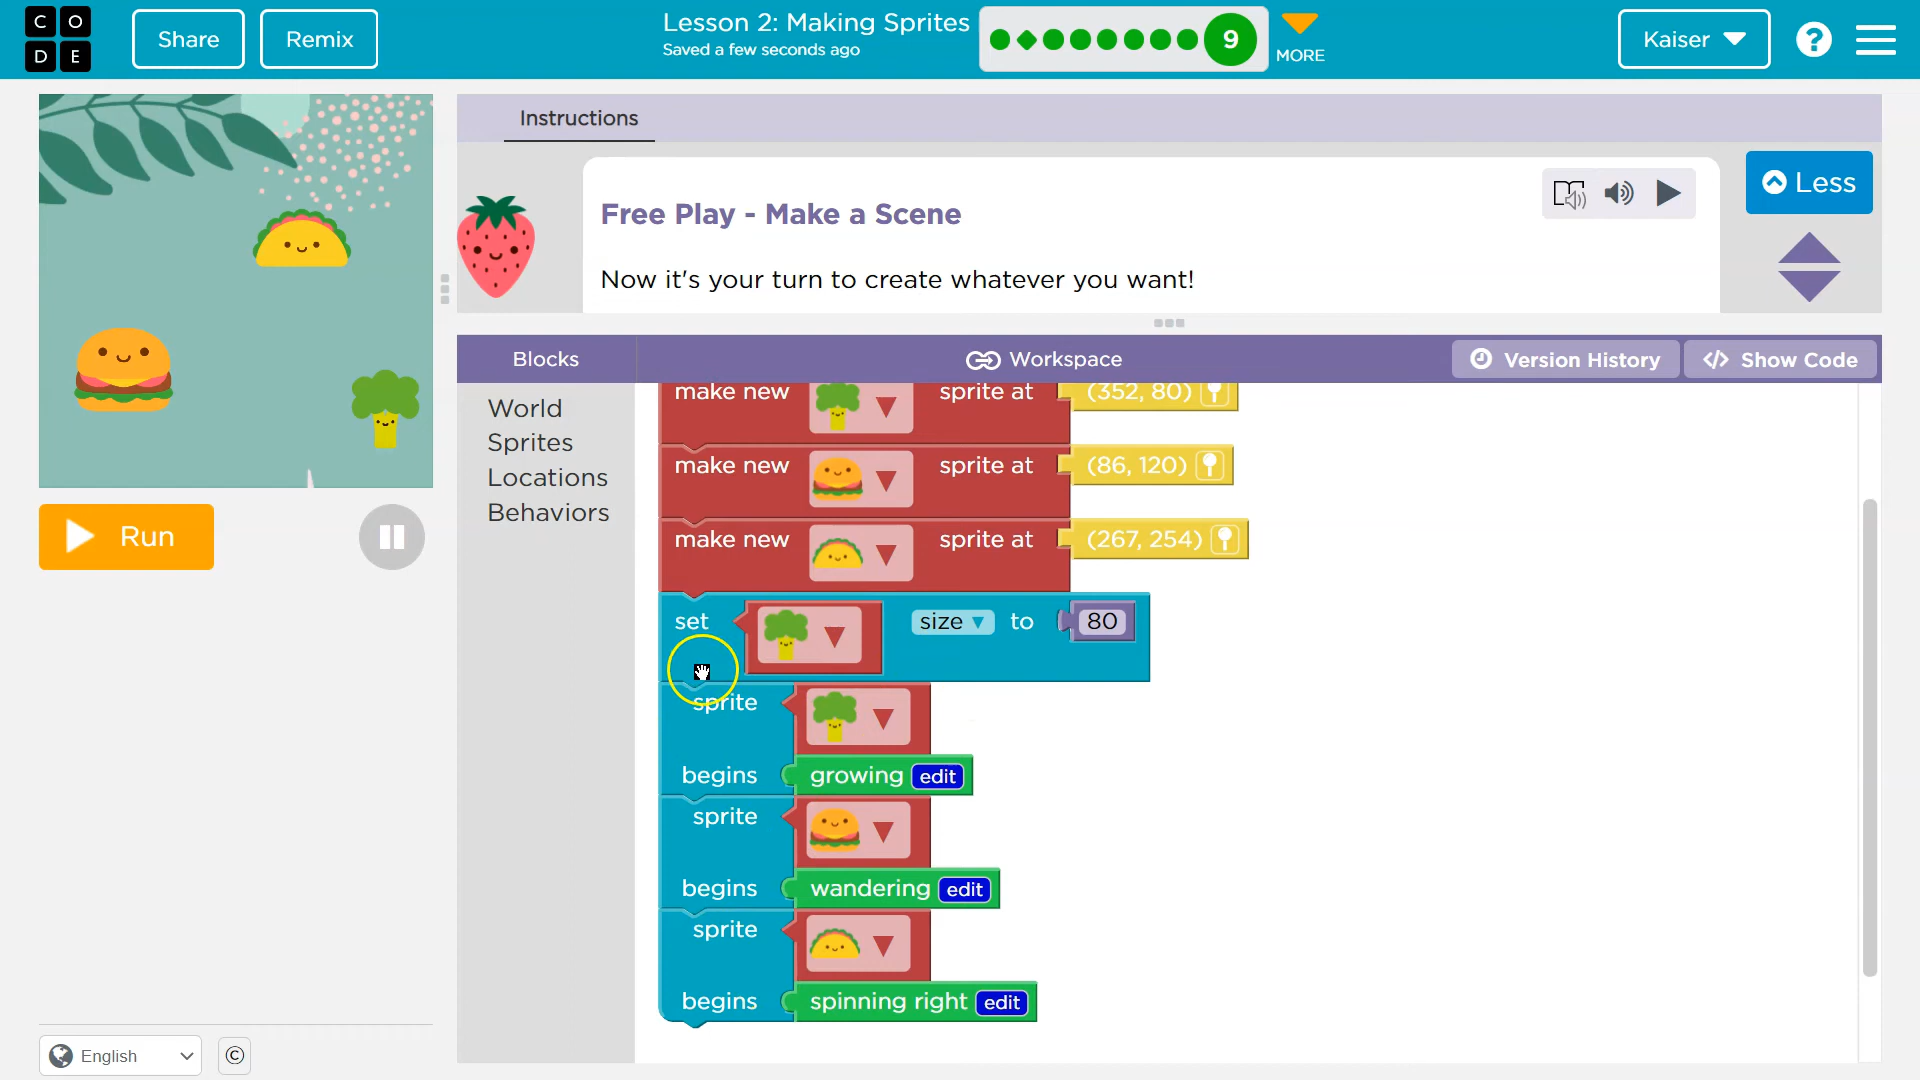 C O
D E
Share
Remix
Lesson 2: Making Sprites
Saved a few seconds ago
9
MORE
Kaiser
?
Instructions
Free Play - Make a Scene
Now it's your turn to create whatever you want!
Less
Run
Blocks
Workspace
Version History
Show Code
World
Sprites
Locations
Behaviors
make new sprite at (352, 80)
make new sprite at (86, 120)
make new sprite at (267, 254)
set size to 80
sprite
begins growing edit
sprite
begins wandering edit
sprite
begins spinning right edit
English
©